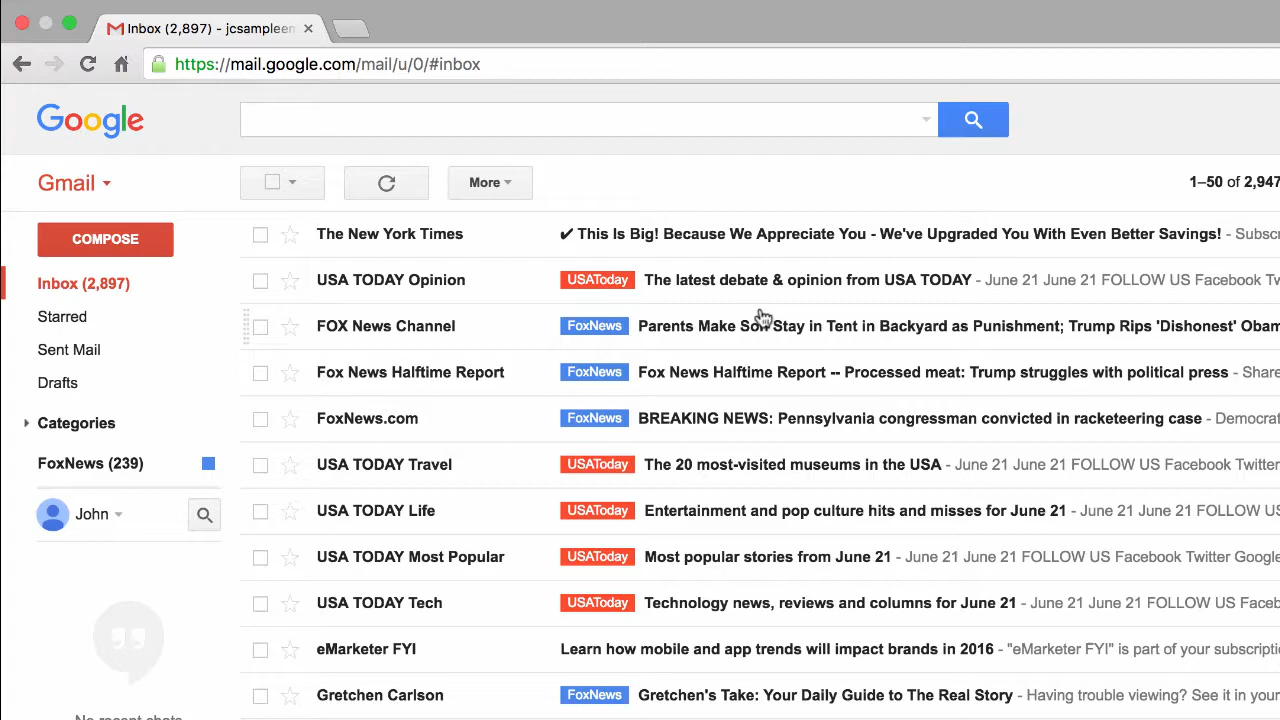 Inbox (2,897) - jcsampleem
https://mail.google.com/mail/u/0/#inbox
Google
Gmail
More
1–50 of 2,947
COMPOSE
The New York Times ✔ This Is Big! Because We Appreciate You - We've Upgraded You With Even Better Savings! - Subsc
Inbox (2,897)
USA TODAY Opinion USAToday The latest debate & opinion from USA TODAY - June 21 June 21 FOLLOW US Facebook Tw
Starred
FOX News Channel FoxNews Parents Make Son Stay in Tent in Backyard as Punishment; Trump Rips 'Dishonest' Obam
Sent Mail
Fox News Halftime Report FoxNews Fox News Halftime Report -- Processed meat: Trump struggles with political press - Share
Drafts
Categories
FoxNews.com FoxNews BREAKING NEWS: Pennsylvania congressman convicted in racketeering case - Democrat
FoxNews (239)
USA TODAY Travel USAToday The 20 most-visited museums in the USA - June 21 June 21 FOLLOW US Facebook Twitter
John
USA TODAY Life USAToday Entertainment and pop culture hits and misses for June 21 - June 21 June 21 FOLLOW US
USA TODAY Most Popular USAToday Most popular stories from June 21 - June 21 June 21 FOLLOW US Facebook Twitter Google
USA TODAY Tech USAToday Technology news, reviews and columns for June 21 - June 21 June 21 FOLLOW US Faceb
eMarketer FYI Learn how mobile and app trends will impact brands in 2016 - "eMarketer FYI" is part of your subscripti
Gretchen Carlson FoxNews Gretchen's Take: Your Daily Guide to The Real Story - Having trouble viewing? See it in your
No recent chats